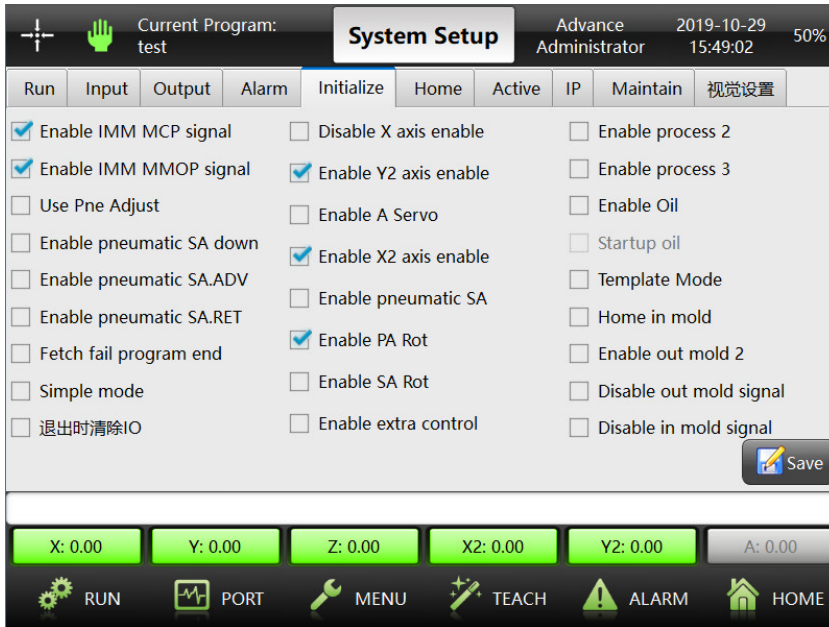 Current Program:
test
System Setup
Advance
Administrator
2019-10-29
15:49:02
50%
Run Input Output Alarm Initialize Home Active IP Maintain 视觉设置
Enable IMM MCP signal
Enable IMM MMOP signal
Use Pne Adjust
Enable pneumatic SA down
Enable pneumatic SA.ADV
Enable pneumatic SA.RET
Fetch fail program end
Simple mode
退出时清除IO
Disable X axis enable
Enable Y2 axis enable
Enable A Servo
Enable X2 axis enable
Enable pneumatic SA
Enable PA Rot
Enable SA Rot
Enable extra control
Enable process 2
Enable process 3
Enable Oil
Startup oil
Template Mode
Home in mold
Enable out mold 2
Disable out mold signal
Disable in mold signal
Save
X: 0.00 Y: 0.00 Z: 0.00 X2: 0.00 Y2: 0.00 A: 0.00
RUN PORT MENU TEACH ALARM HOME